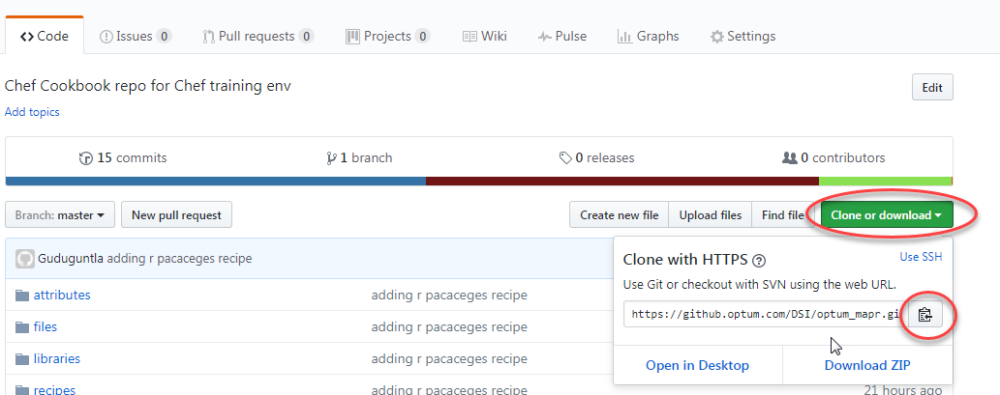 Code Issues 0 Pull requests 0 Projects 0 Wiki Pulse Graphs Settings
Chef Cookbook repo for Chef training env Edit
Add topics
15 commits 1 branch 0 releases 0 contributors
Branch: master New pull request Create new file Upload files Find file Clone or download
Guduguntla adding r pacaceges recipe
Clone with HTTPS ? Use SSH
Use Git or checkout with SVN using the web URL.
attributes adding r pacaceges recipe
https://github.optum.com/DSI/optum_mapr.gi
files adding r pacaceges recipe
libraries adding r pacaceges recipe
Open in Desktop Download ZIP
recipes adding r pacaceges recipe 21 hours ago